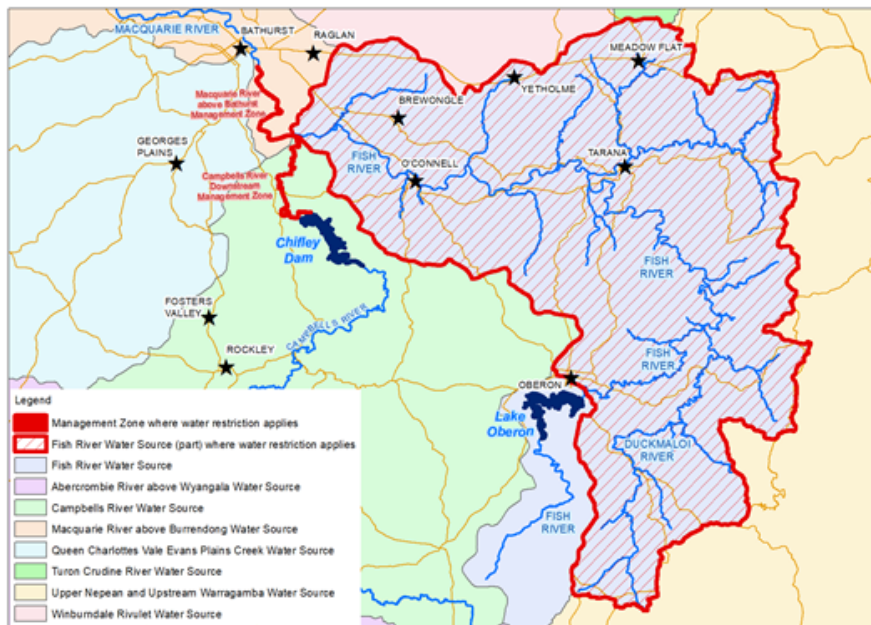 MACQUARIE RIVER
BATHURST
RAGLAN
MEADOW FLAT
YETHOLME
Macquarie River
above Bathurst
Management Zone
BREWONGLE
GEORGES
PLAINS
FISH
RIVER
O'CONNELL
TARANA
Campbells River
Downstream
Management Zone
Chifley
Dam
FISH
RIVER
FOSTERS
VALLEY
CAMPBELLS RIVER
ROCKLEY
FISH
RIVER
OBERON
Lake
Oberon
DUCKMALOI
RIVER
FISH
RIVER
Legend
Management Zone where water restriction applies
Fish River Water Source (part) where water restriction applies
Fish River Water Source
Abercrombie River above Wyangala Water Source
Campbells River Water Source
Macquarie River above Burrendong Water Source
Queen Charlottes Vale Evans Plains Creek Water Source
Turon Crudine River Water Source
Upper Nepean and Upstream Warragamba Water Source
Winburndale Rivulet Water Source